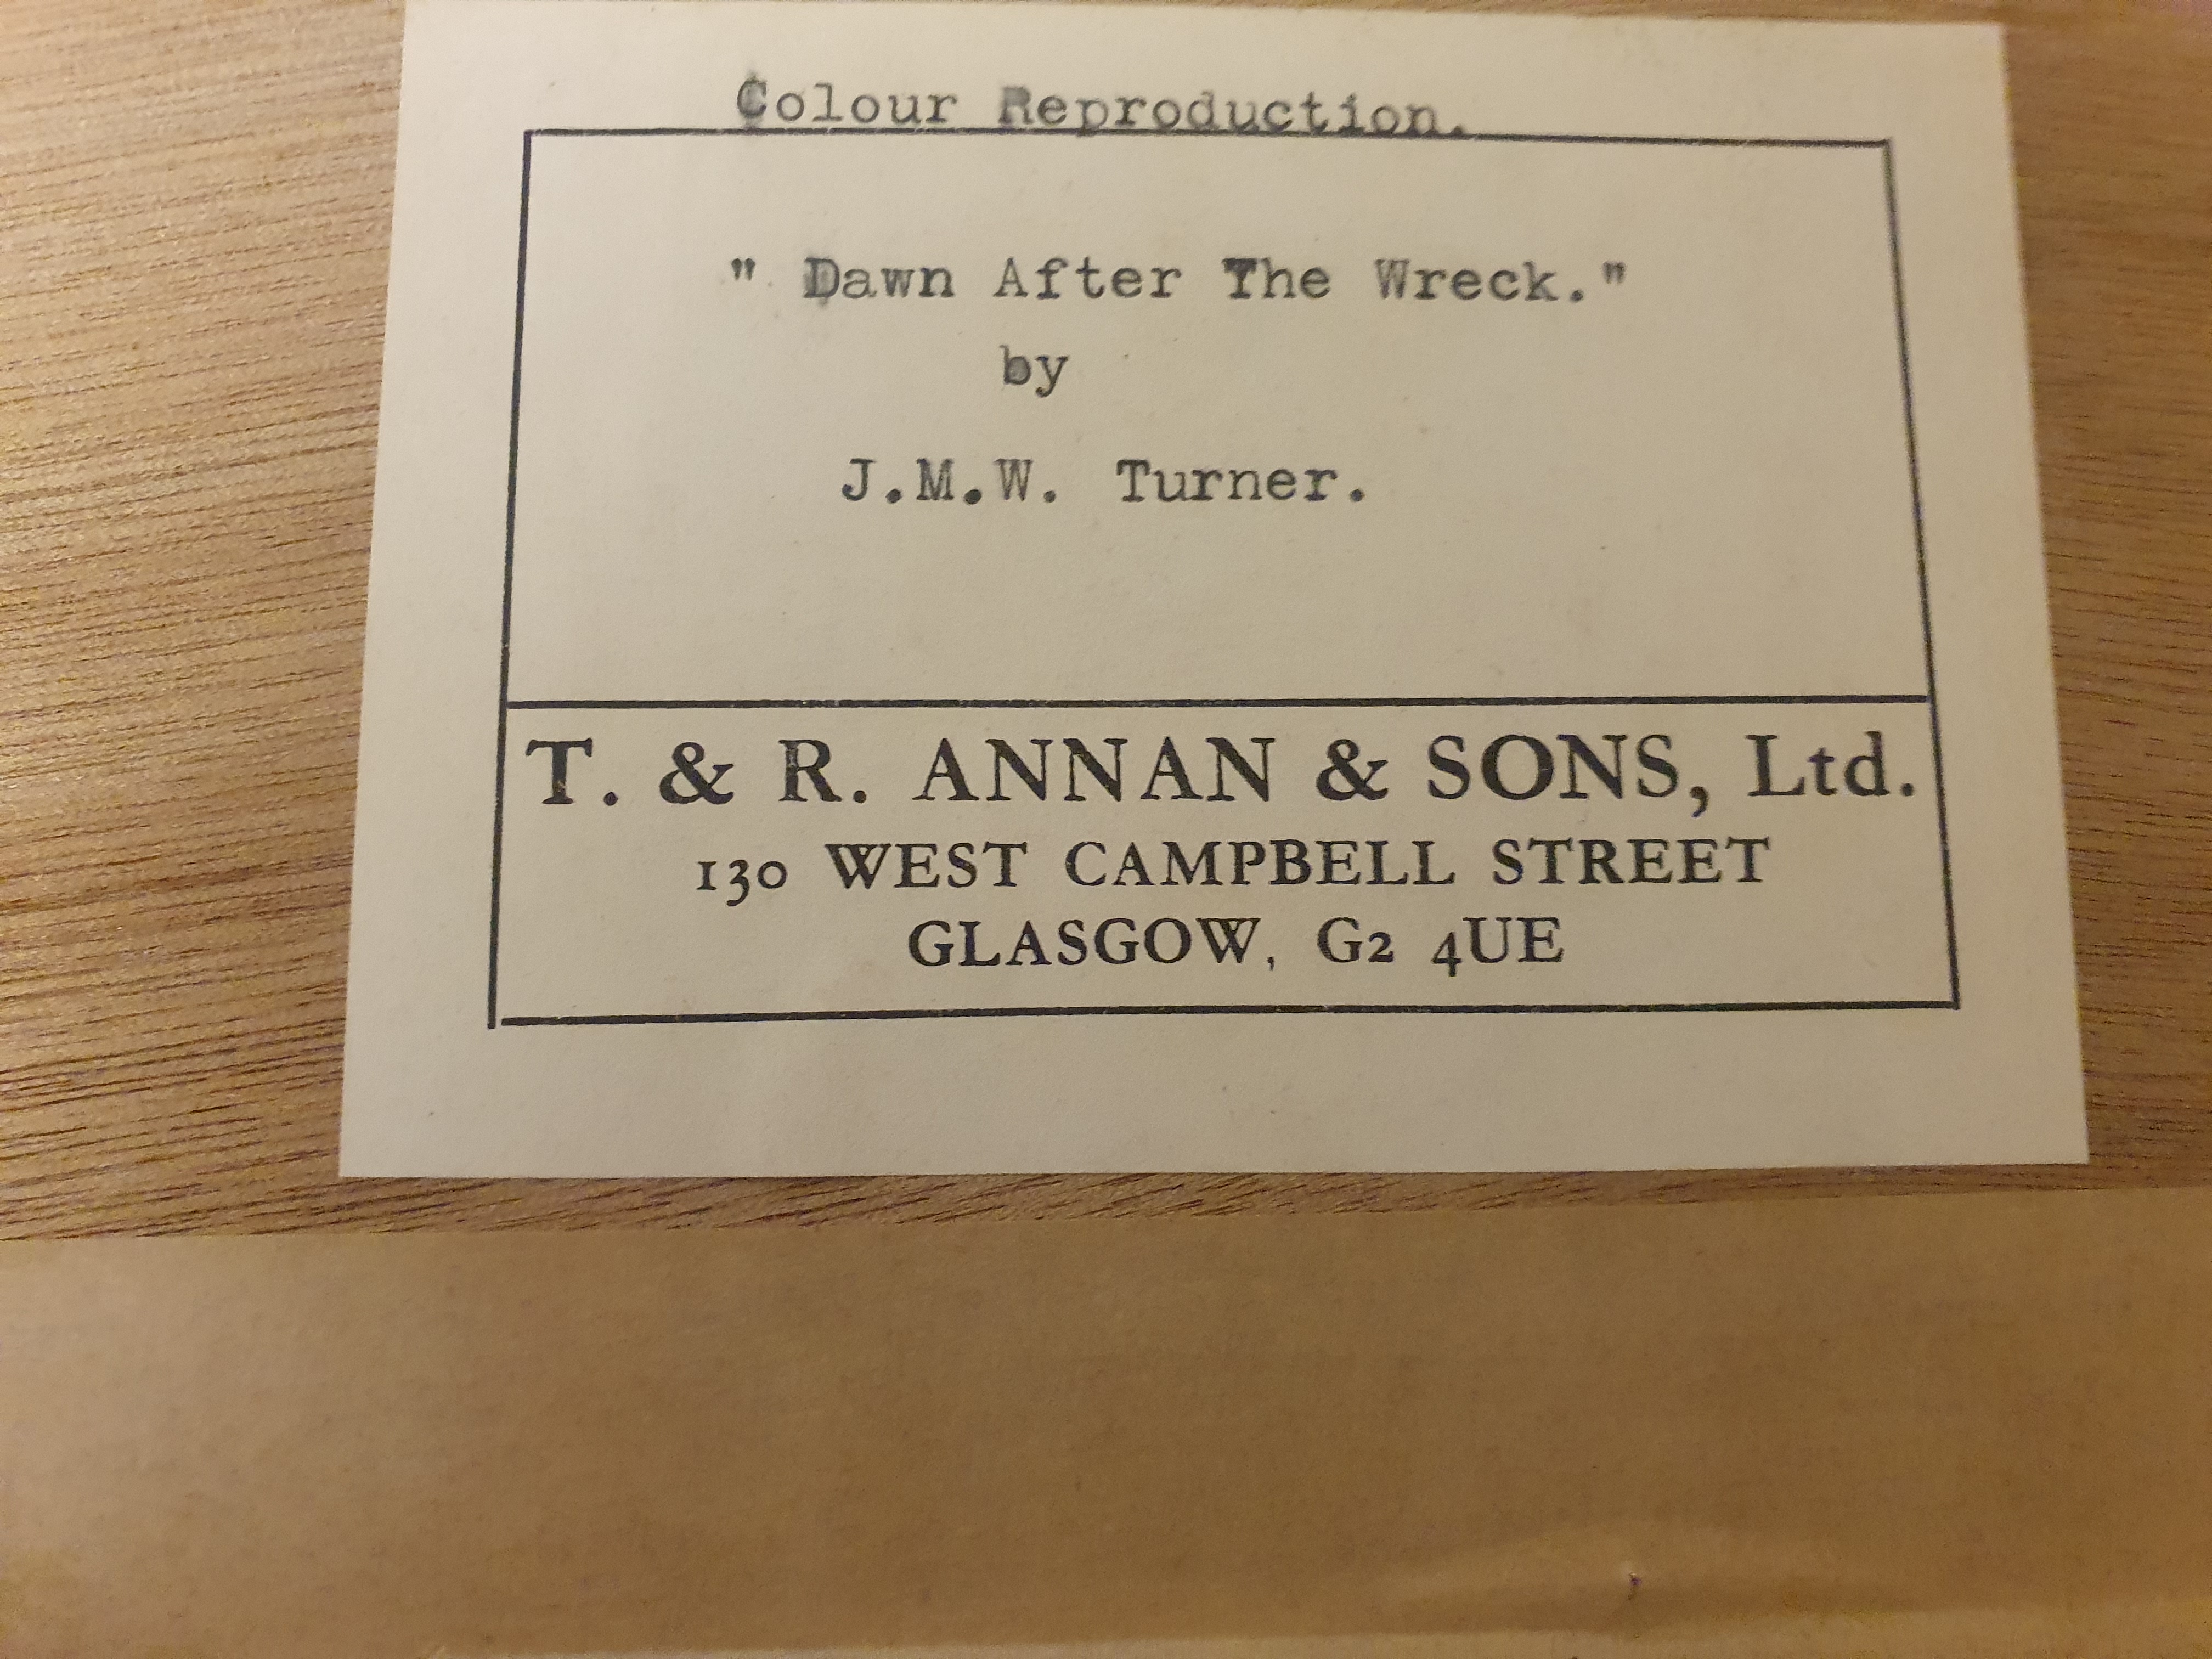 Colour Reproduction.
" Dawn After The Wreck."
by
J.M.W. Turner.
T. & R. ANNAN & SONS, Ltd.
130 WEST CAMPBELL STREET
GLASGOW, G2 4UE